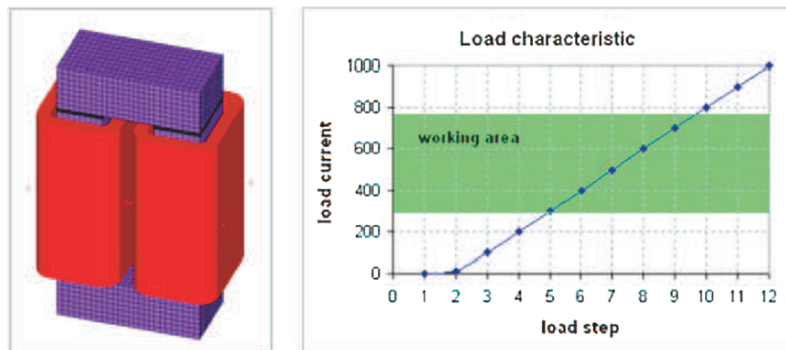 Load characteristic
1000
800
600
400
200
0
working area
load current
0 1 2 3 4 5 6 7 8 9 10 11 12
load step